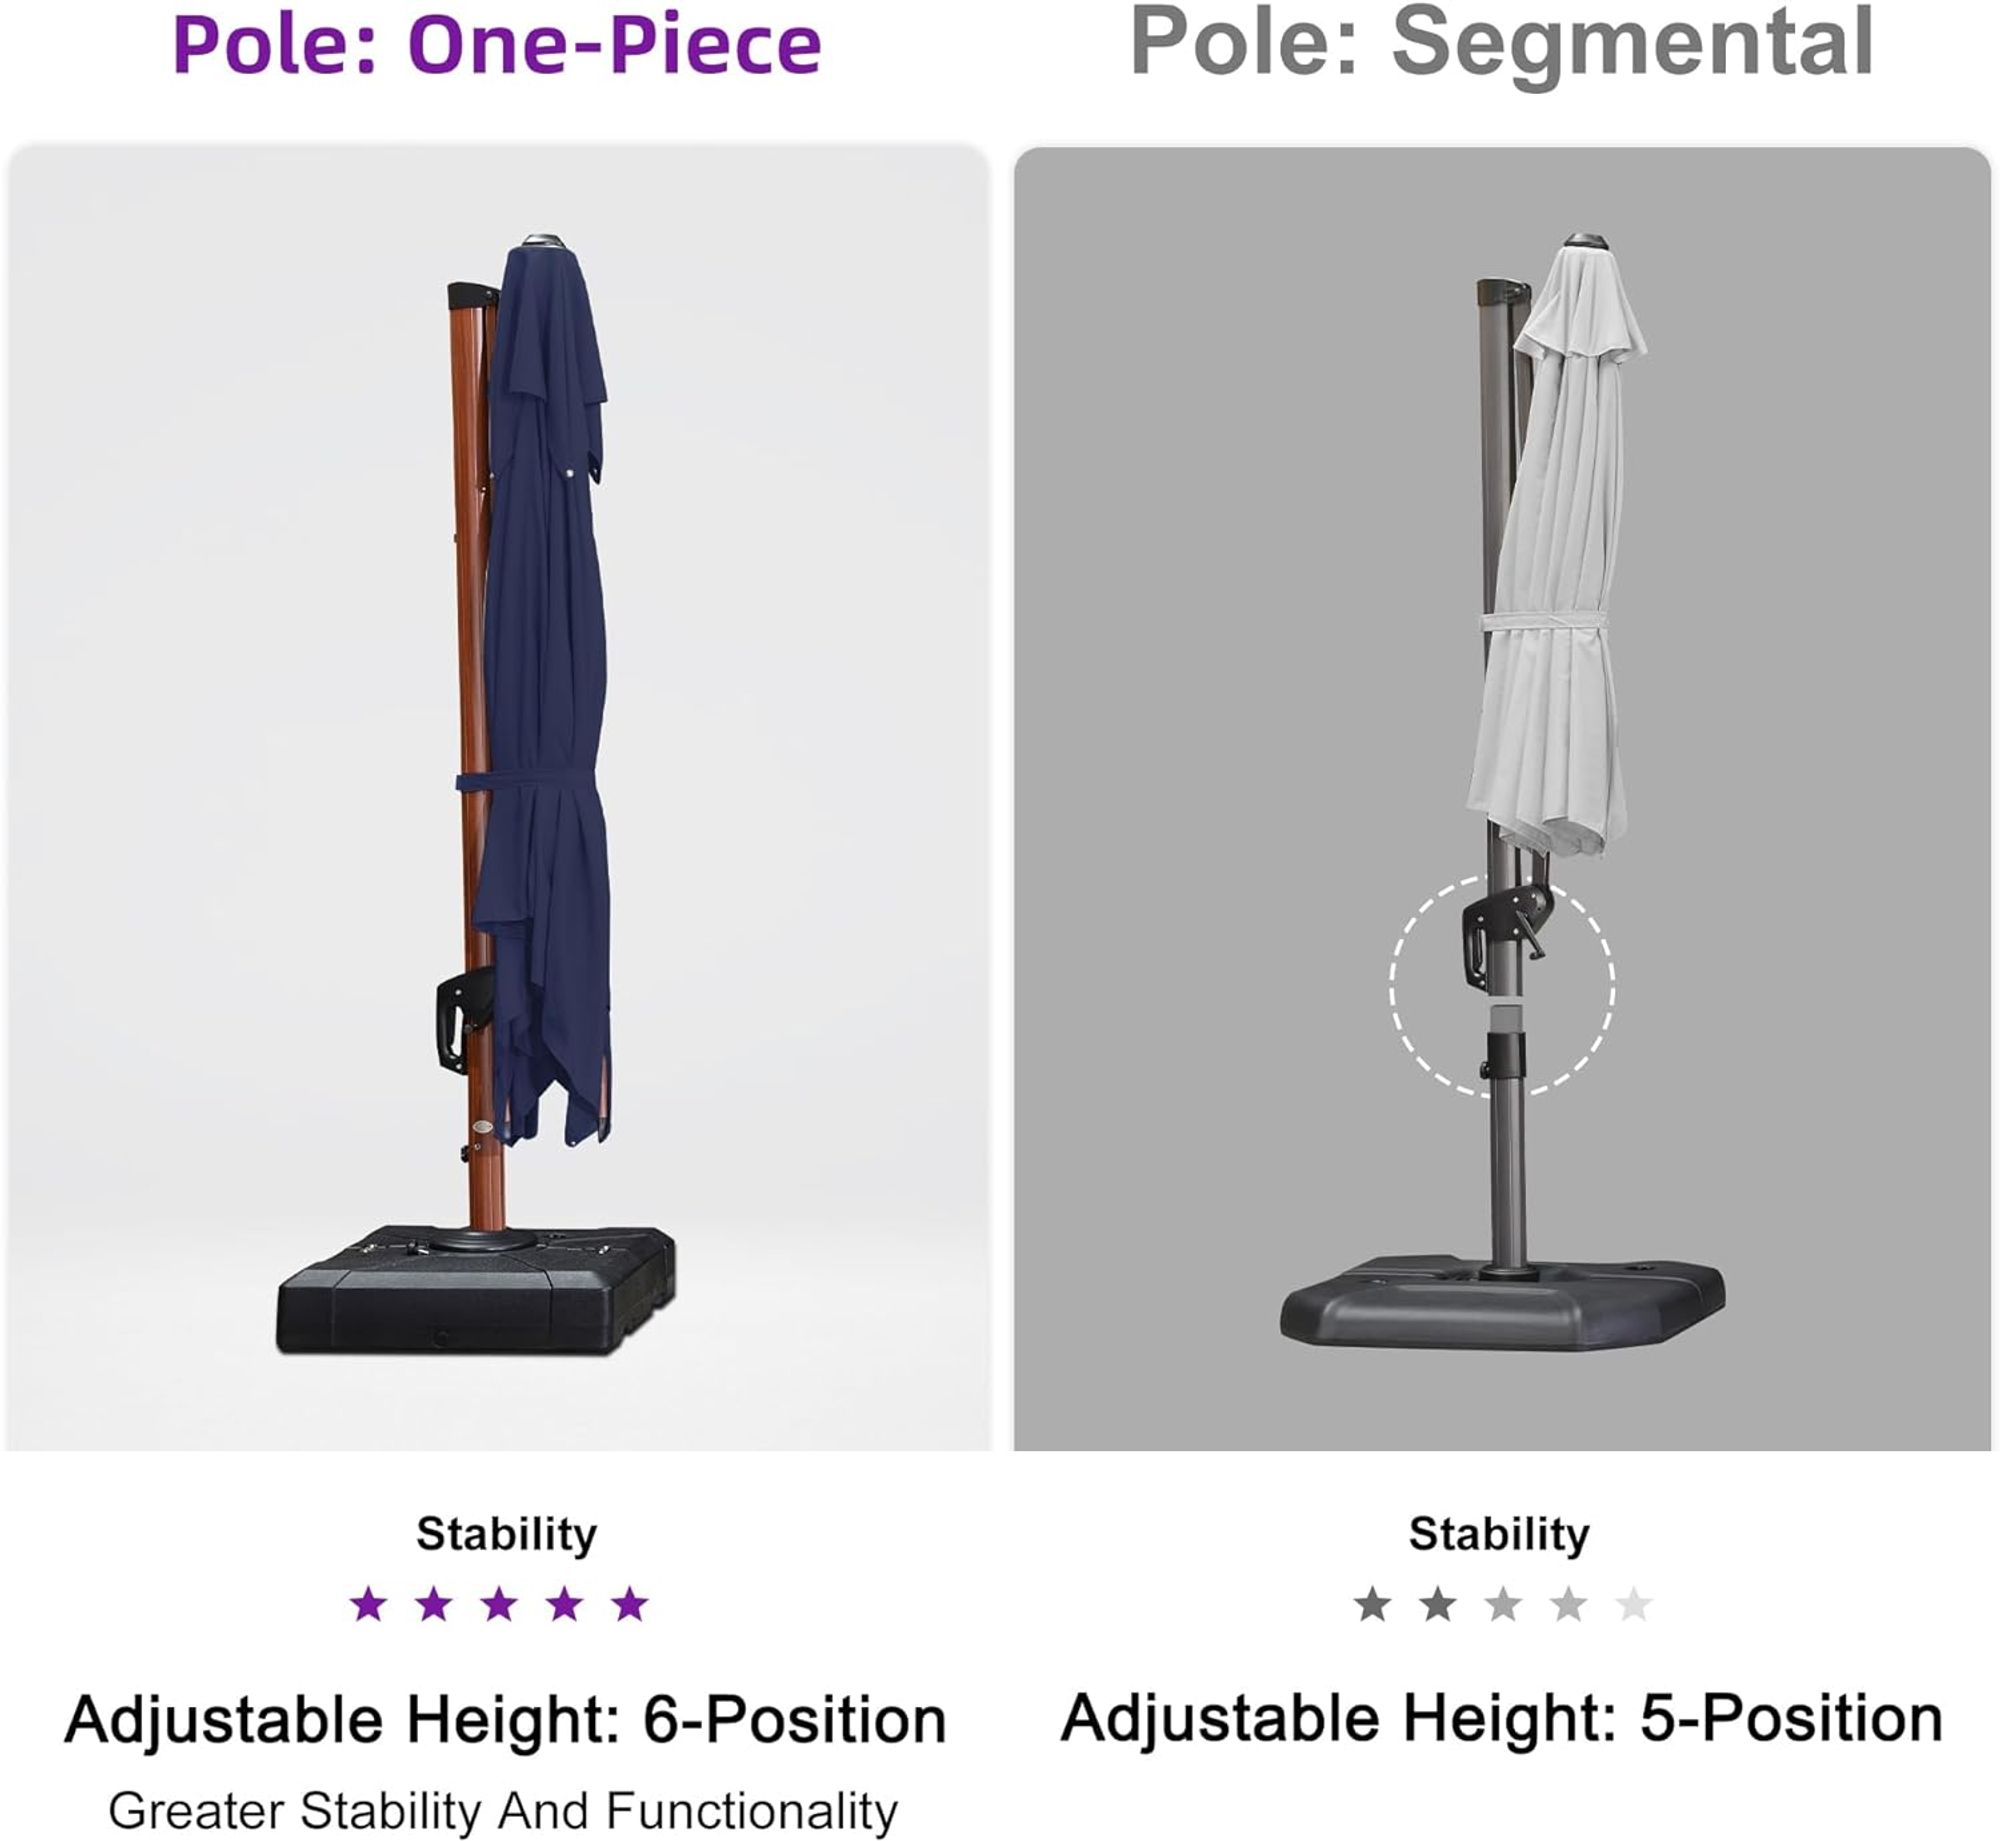 Pole: One-Piece
Pole: Segmental
Stability
Stability
Adjustable Height: 6-Position
Adjustable Height: 5-Position
Greater Stability And Functionality